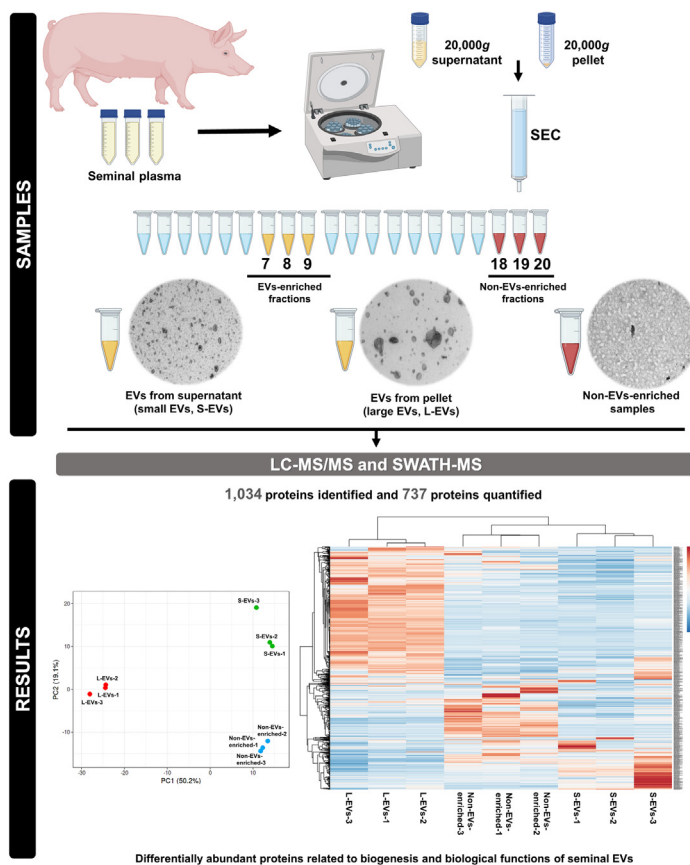 SAMPLES
20,000g
supernatant
20,000g
pellet
SEC
Seminal plasma
7 8 9
18 19 20
EVs-enriched
fractions
Non-EVs-enriched
fractions
EVs from supernatant
(small EVs, S-EVs)
EVs from pellet
(large EVs, L-EVs)
Non-EVs-enriched
samples
LC-MS/MS and SWATH-MS
RESULTS
1,034 proteins identified and 737 proteins quantified
20
10
0
-10
PC2 (19.1%)
S-EVs-3
S-EVs-2
S-EVs-1
L-EVs-2
L-EVs-1
L-EVs-3
Non-EVs-
enriched-2
Non-EVs-
enriched-1
Non-EVs-
enriched-3
-30 -20 -10 0 10
PC1 (50.2%)
L-EVs-3
L-EVs-1
L-EVs-2
Non-EVs-
enriched-3
Non-EVs-
enriched-1
Non-EVs-
enriched-2
S-EVs-1
S-EVs-2
S-EVs-3
Differentially abundant proteins related to biogenesis and biological functions of seminal EVs